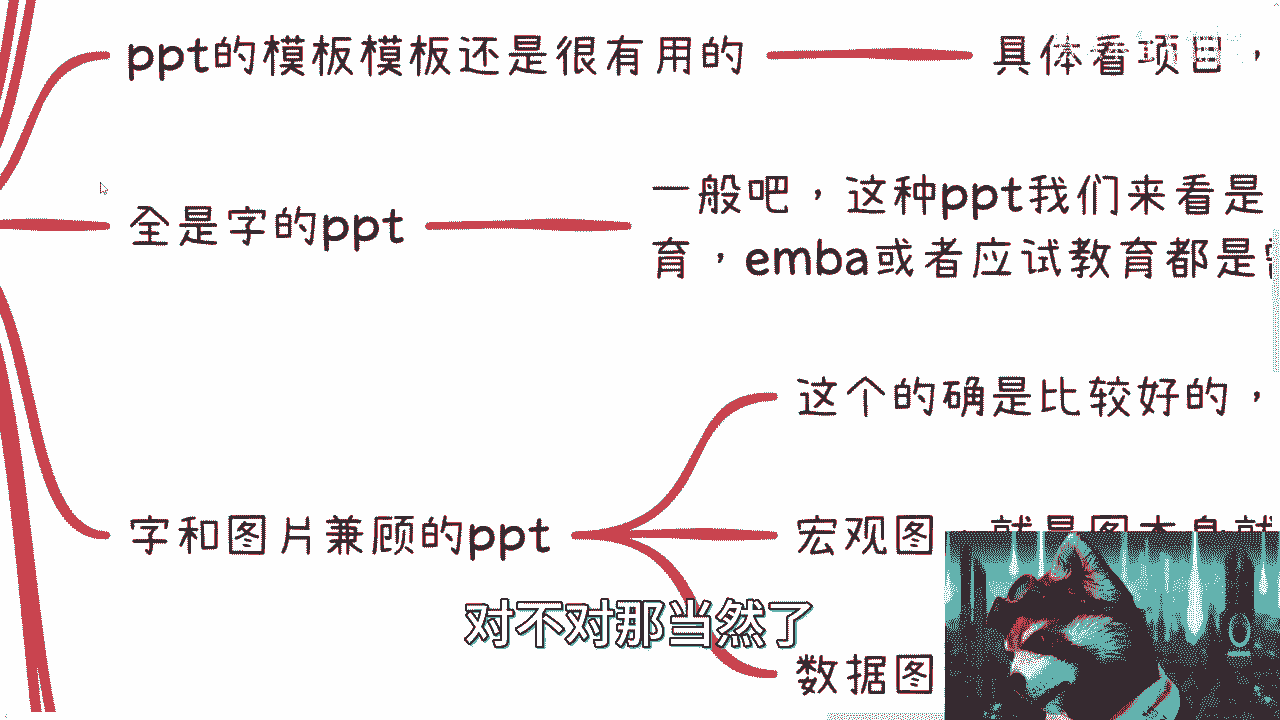 ppt的模板模板还是很有用的
具体看项目，
全是字的ppt
一般吧，这种ppt我们来看是
育，emba或者应试教育都是
这个的确是比较好的，
字和图片兼顾的ppt
宏观图，就是图本身就
对不对那当然了
数据图